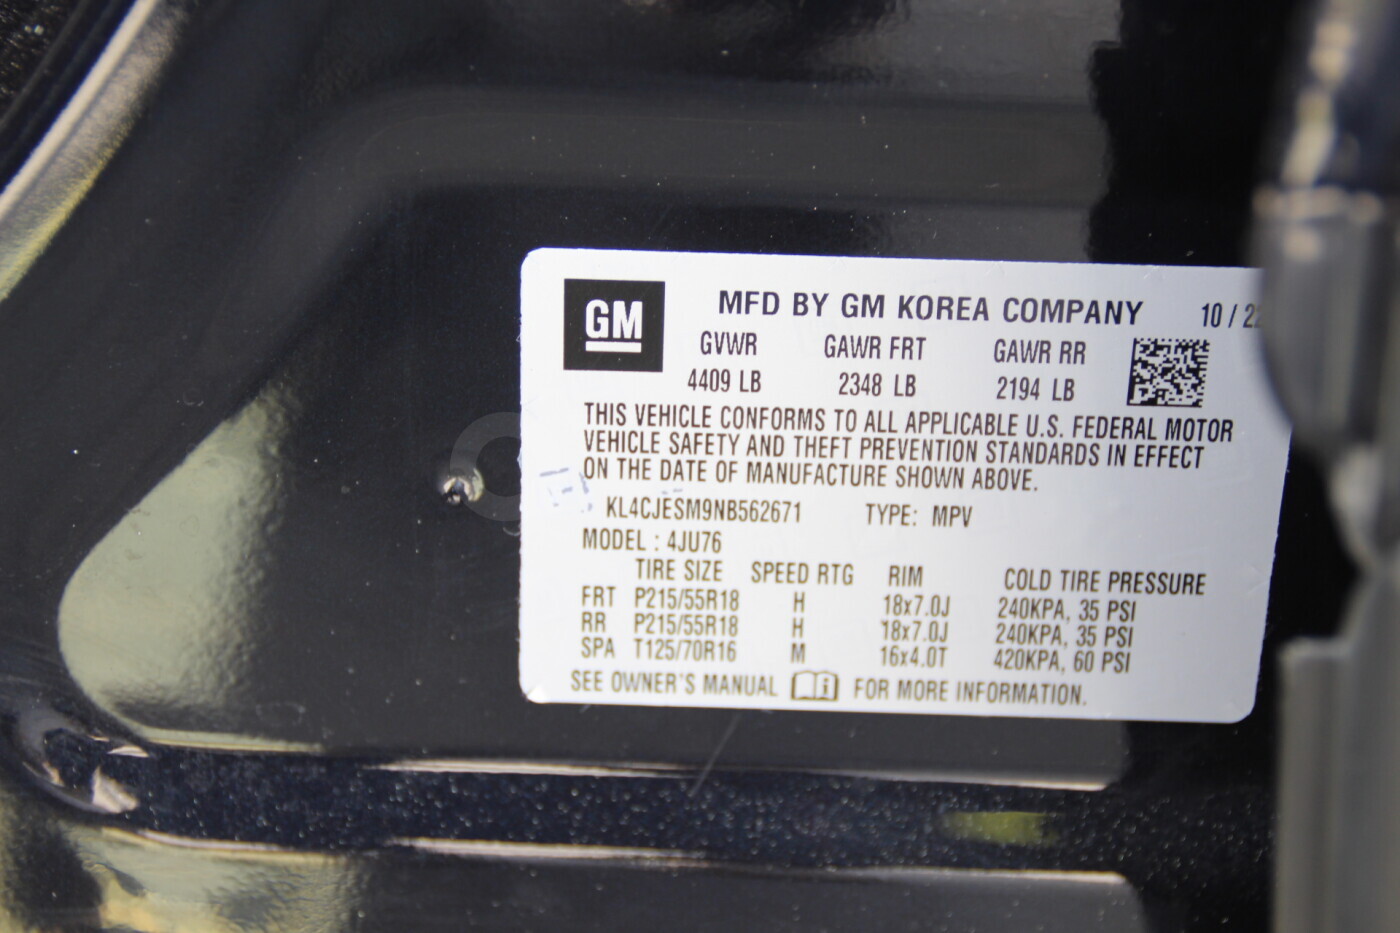 GM
MFD BY GM KOREA COMPANY 10 / 22
GVWR GAWR FRT GAWR RR
4409 LB 2348 LB 2194 LB
THIS VEHICLE CONFORMS TO ALL APPLICABLE U.S. FEDERAL MOTOR
VEHICLE SAFETY AND THEFT PREVENTION STANDARDS IN EFFECT
ON THE DATE OF MANUFACTURE SHOWN ABOVE.
KL4CJESM9NB562671 TYPE: MPV
MODEL : 4JU76
TIRE SIZE SPEED RTG RIM COLD TIRE PRESSURE
FRT P215/55R18 H 18x7.0J 240KPA, 35 PSI
RR P215/55R18 H 18x7.0J 240KPA, 35 PSI
SPA T125/70R16 M 16x4.0T 420KPA, 60 PSI
SEE OWNER'S MANUAL FOR MORE INFORMATION.